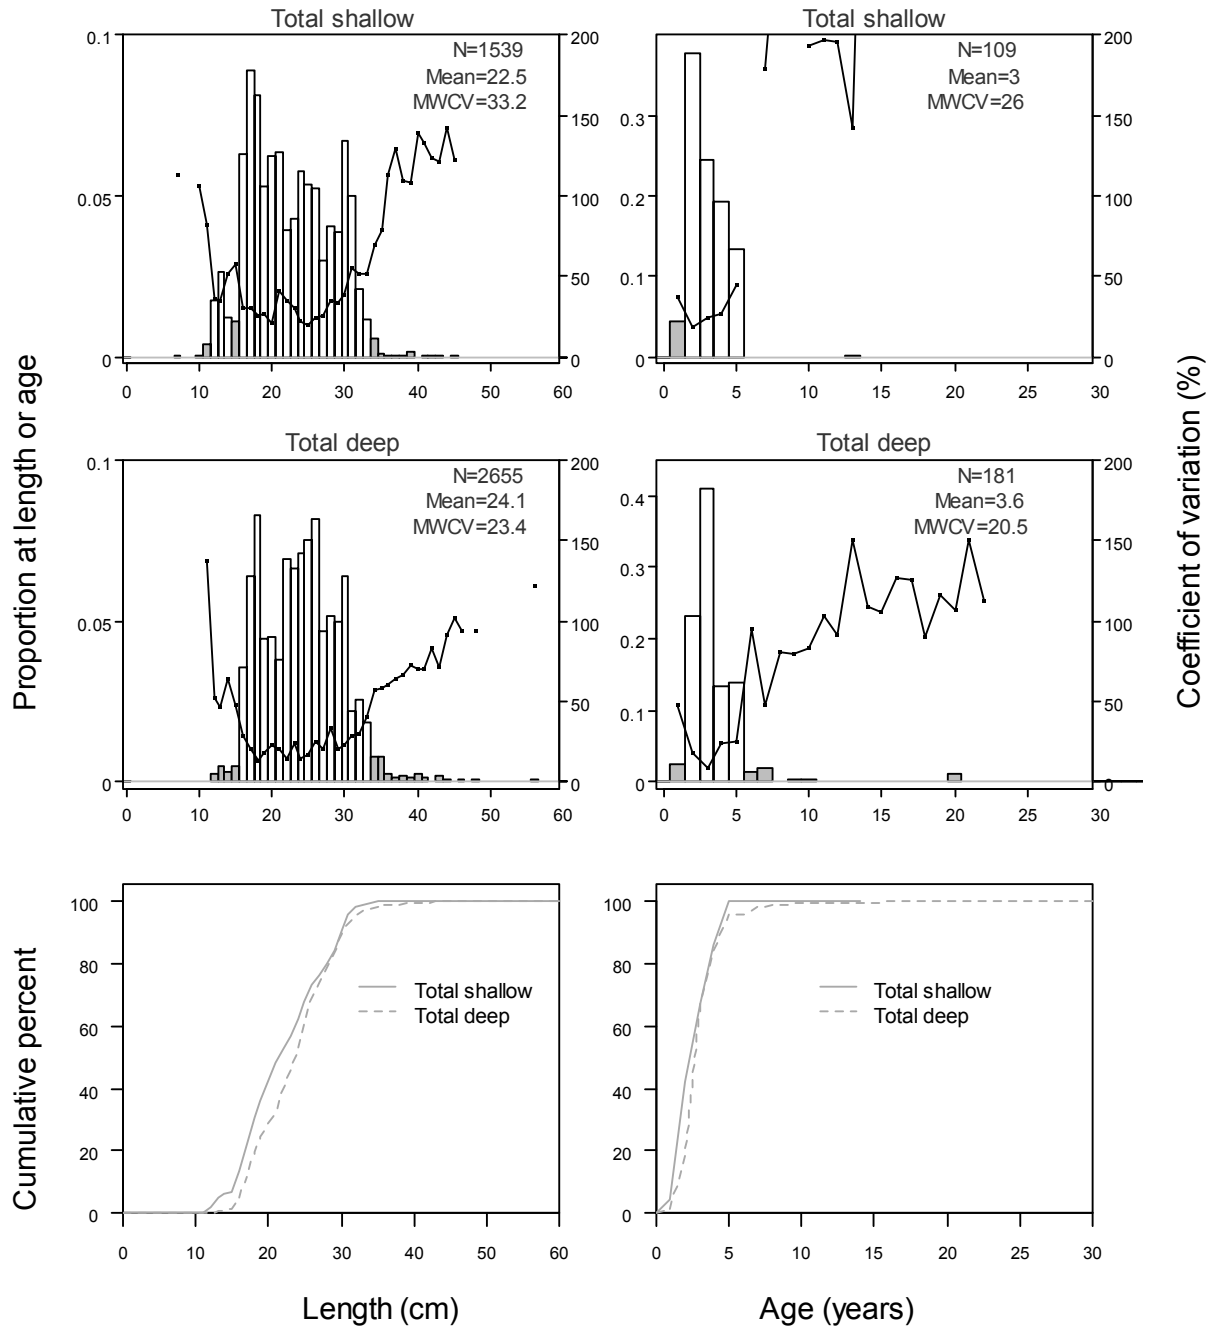 Total shallow
Total shallow
0.1
200
N=1539
Mean=22.5
MWCV=33.2
150
0.05
100
50
0
0
0 10 20 30 40 50 60
200
N=109
Mean=3
MWCV=26
0.3
150
0.2
100
0.1
50
0
0
0 5 10 15 20 25 30
Proportion at length or age
Coefficient of variation (%)
Total deep
Total deep
0.1
200
N=2655
Mean=24.1
MWCV=23.4
150
0.05
100
50
0
0
0 10 20 30 40 50 60
200
N=181
Mean=3.6
MWCV=20.5
0.4
150
0.3
0.2
100
0.1
50
0
0
0 5 10 15 20 25 30
Cumulative percent
100
80
60
40
20
0
Total shallow
Total deep
0 10 20 30 40 50 60
Length (cm)
100
80
60
40
20
0
Total shallow
Total deep
0 5 10 15 20 25 30
Age (years)